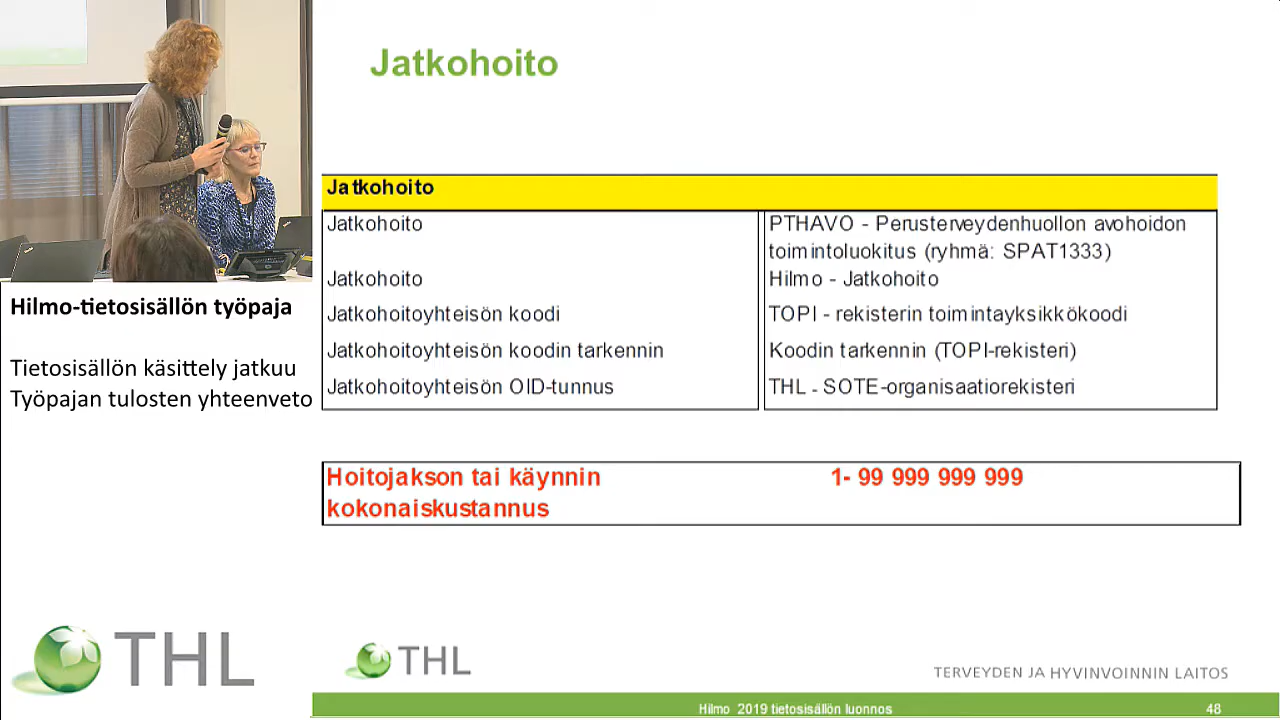 Jatkohoito
Jatkohoito
Jatkohoito
PTHAVO - Perusterveydenhuollon avohoidon
toimintoluokitus (ryhmä: SPAT1333)
Jatkohoito
Hilmo - Jatkohoito
Jatkohoitoyhteisön koodi
TOPI - rekisterin toimintayksikkökoodi
Jatkohoitoyhteisön koodin tarkennin
Koodin tarkennin (TOPI-rekisteri)
Jatkohoitoyhteisön OID-tunnus
THL - SOTE-organisaatiorekisteri
Hoitojakson tai käynnin
kokonaiskustannus
1- 99 999 999 999
Hilmo-tietosisällön työpaja
Tietosisällön käsittely jatkuu
Työpajan tulosten yhteenveto
THL
THL
TERVEYDEN JA HYVINVOINNIN LAITOS
Hilmo 2019 tietosisällön luonnos
48